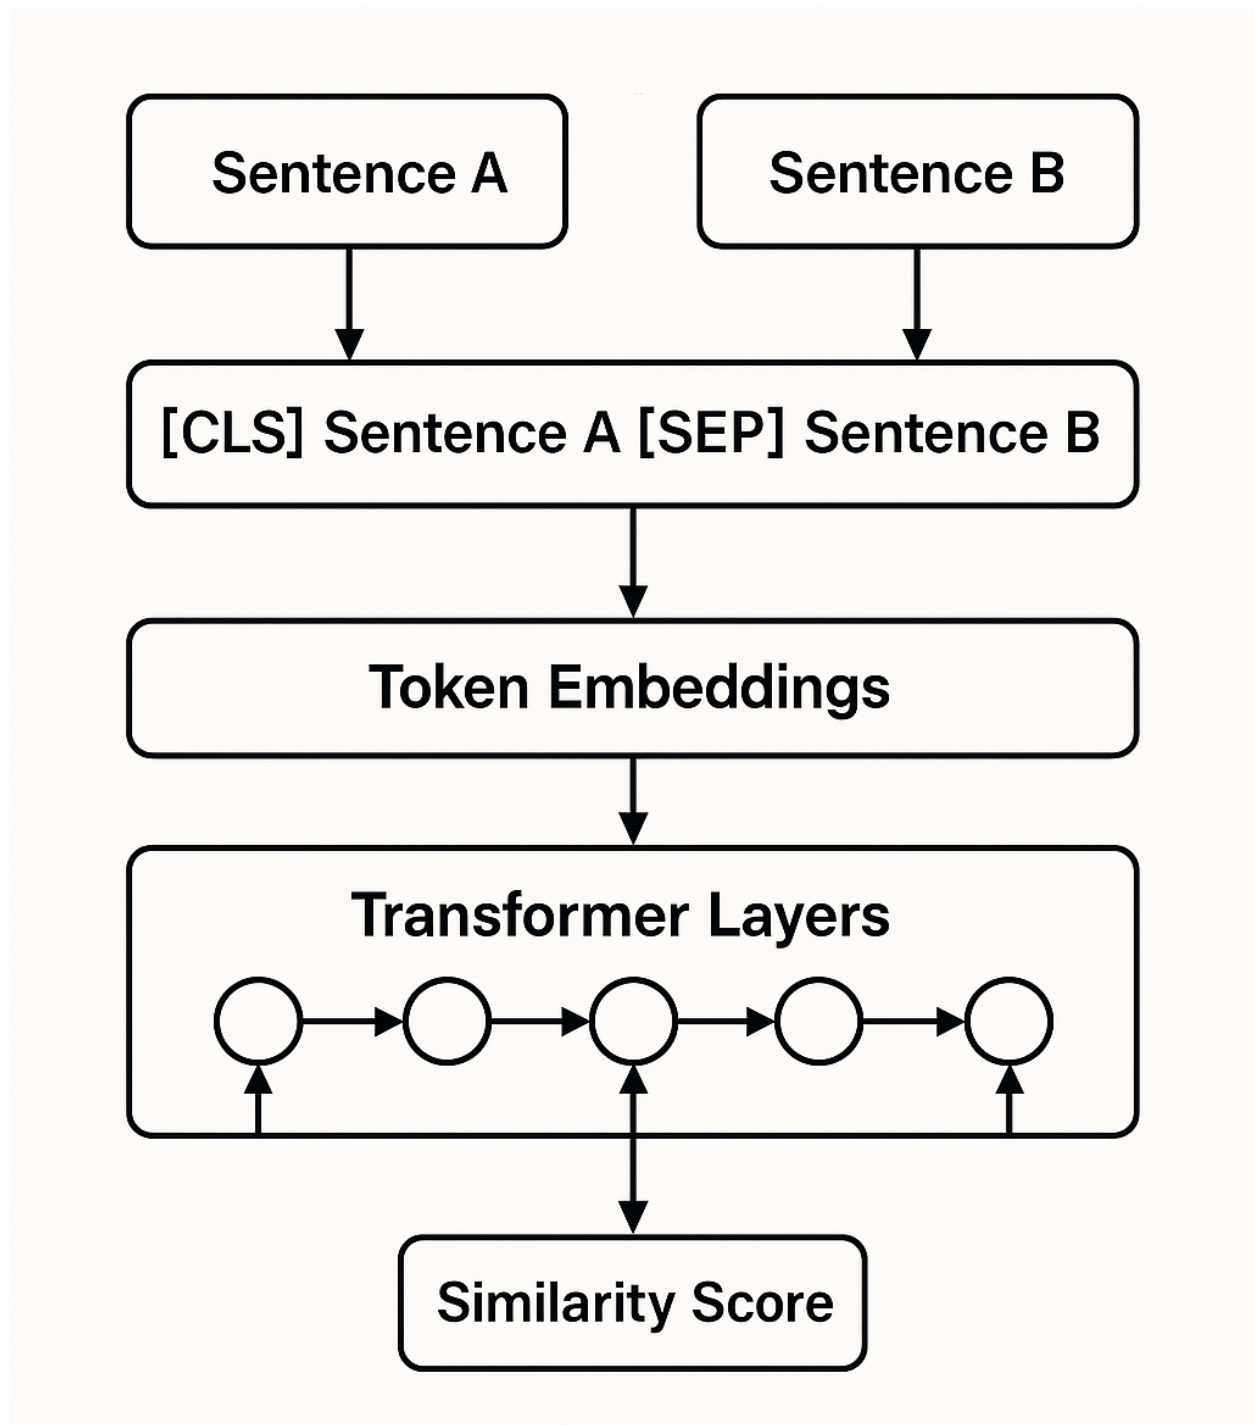 Sentence A
Sentence B
[CLS] Sentence A [SEP] Sentence B
Token Embeddings
Transformer Layers
Similarity Score